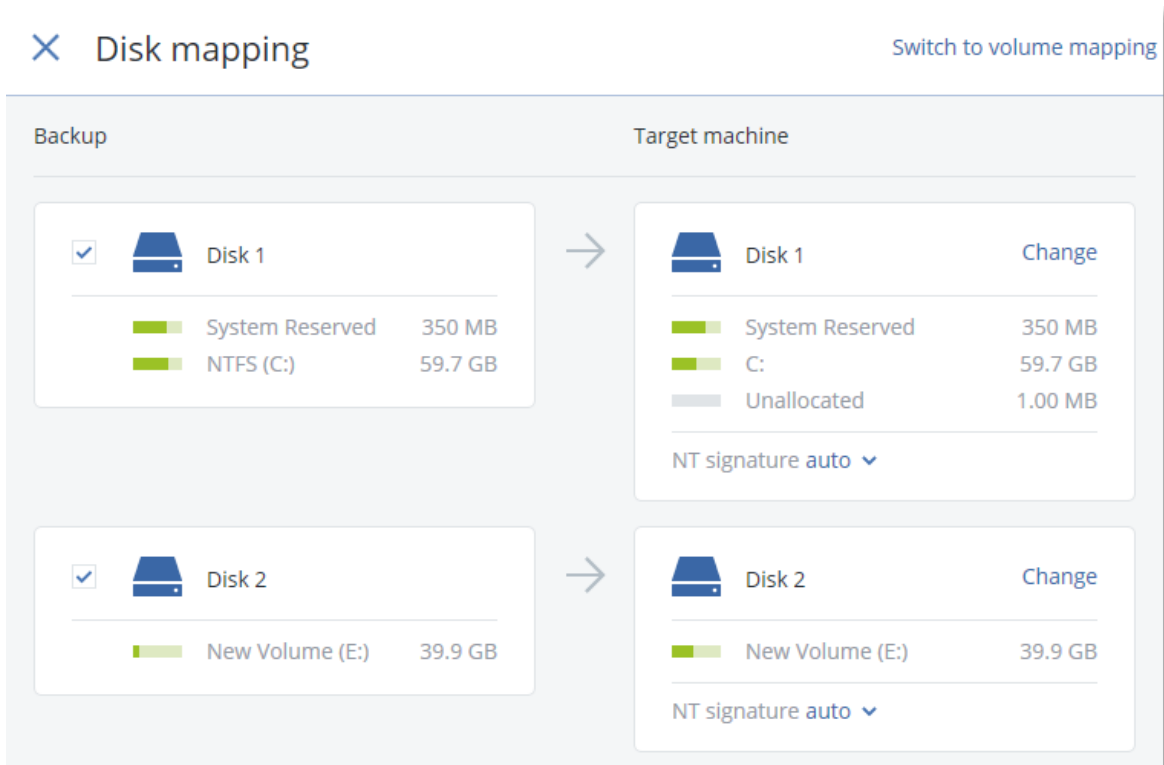 Disk mapping
Switch to volume mapping
Backup
Target machine
Disk 1
System Reserved 350 MB
NTFS (C:) 59.7 GB
Disk 1 Change
System Reserved 350 MB
C: 59.7 GB
Unallocated 1.00 MB
NT signature auto
Disk 2
New Volume (E:) 39.9 GB
Disk 2 Change
New Volume (E:) 39.9 GB
NT signature auto